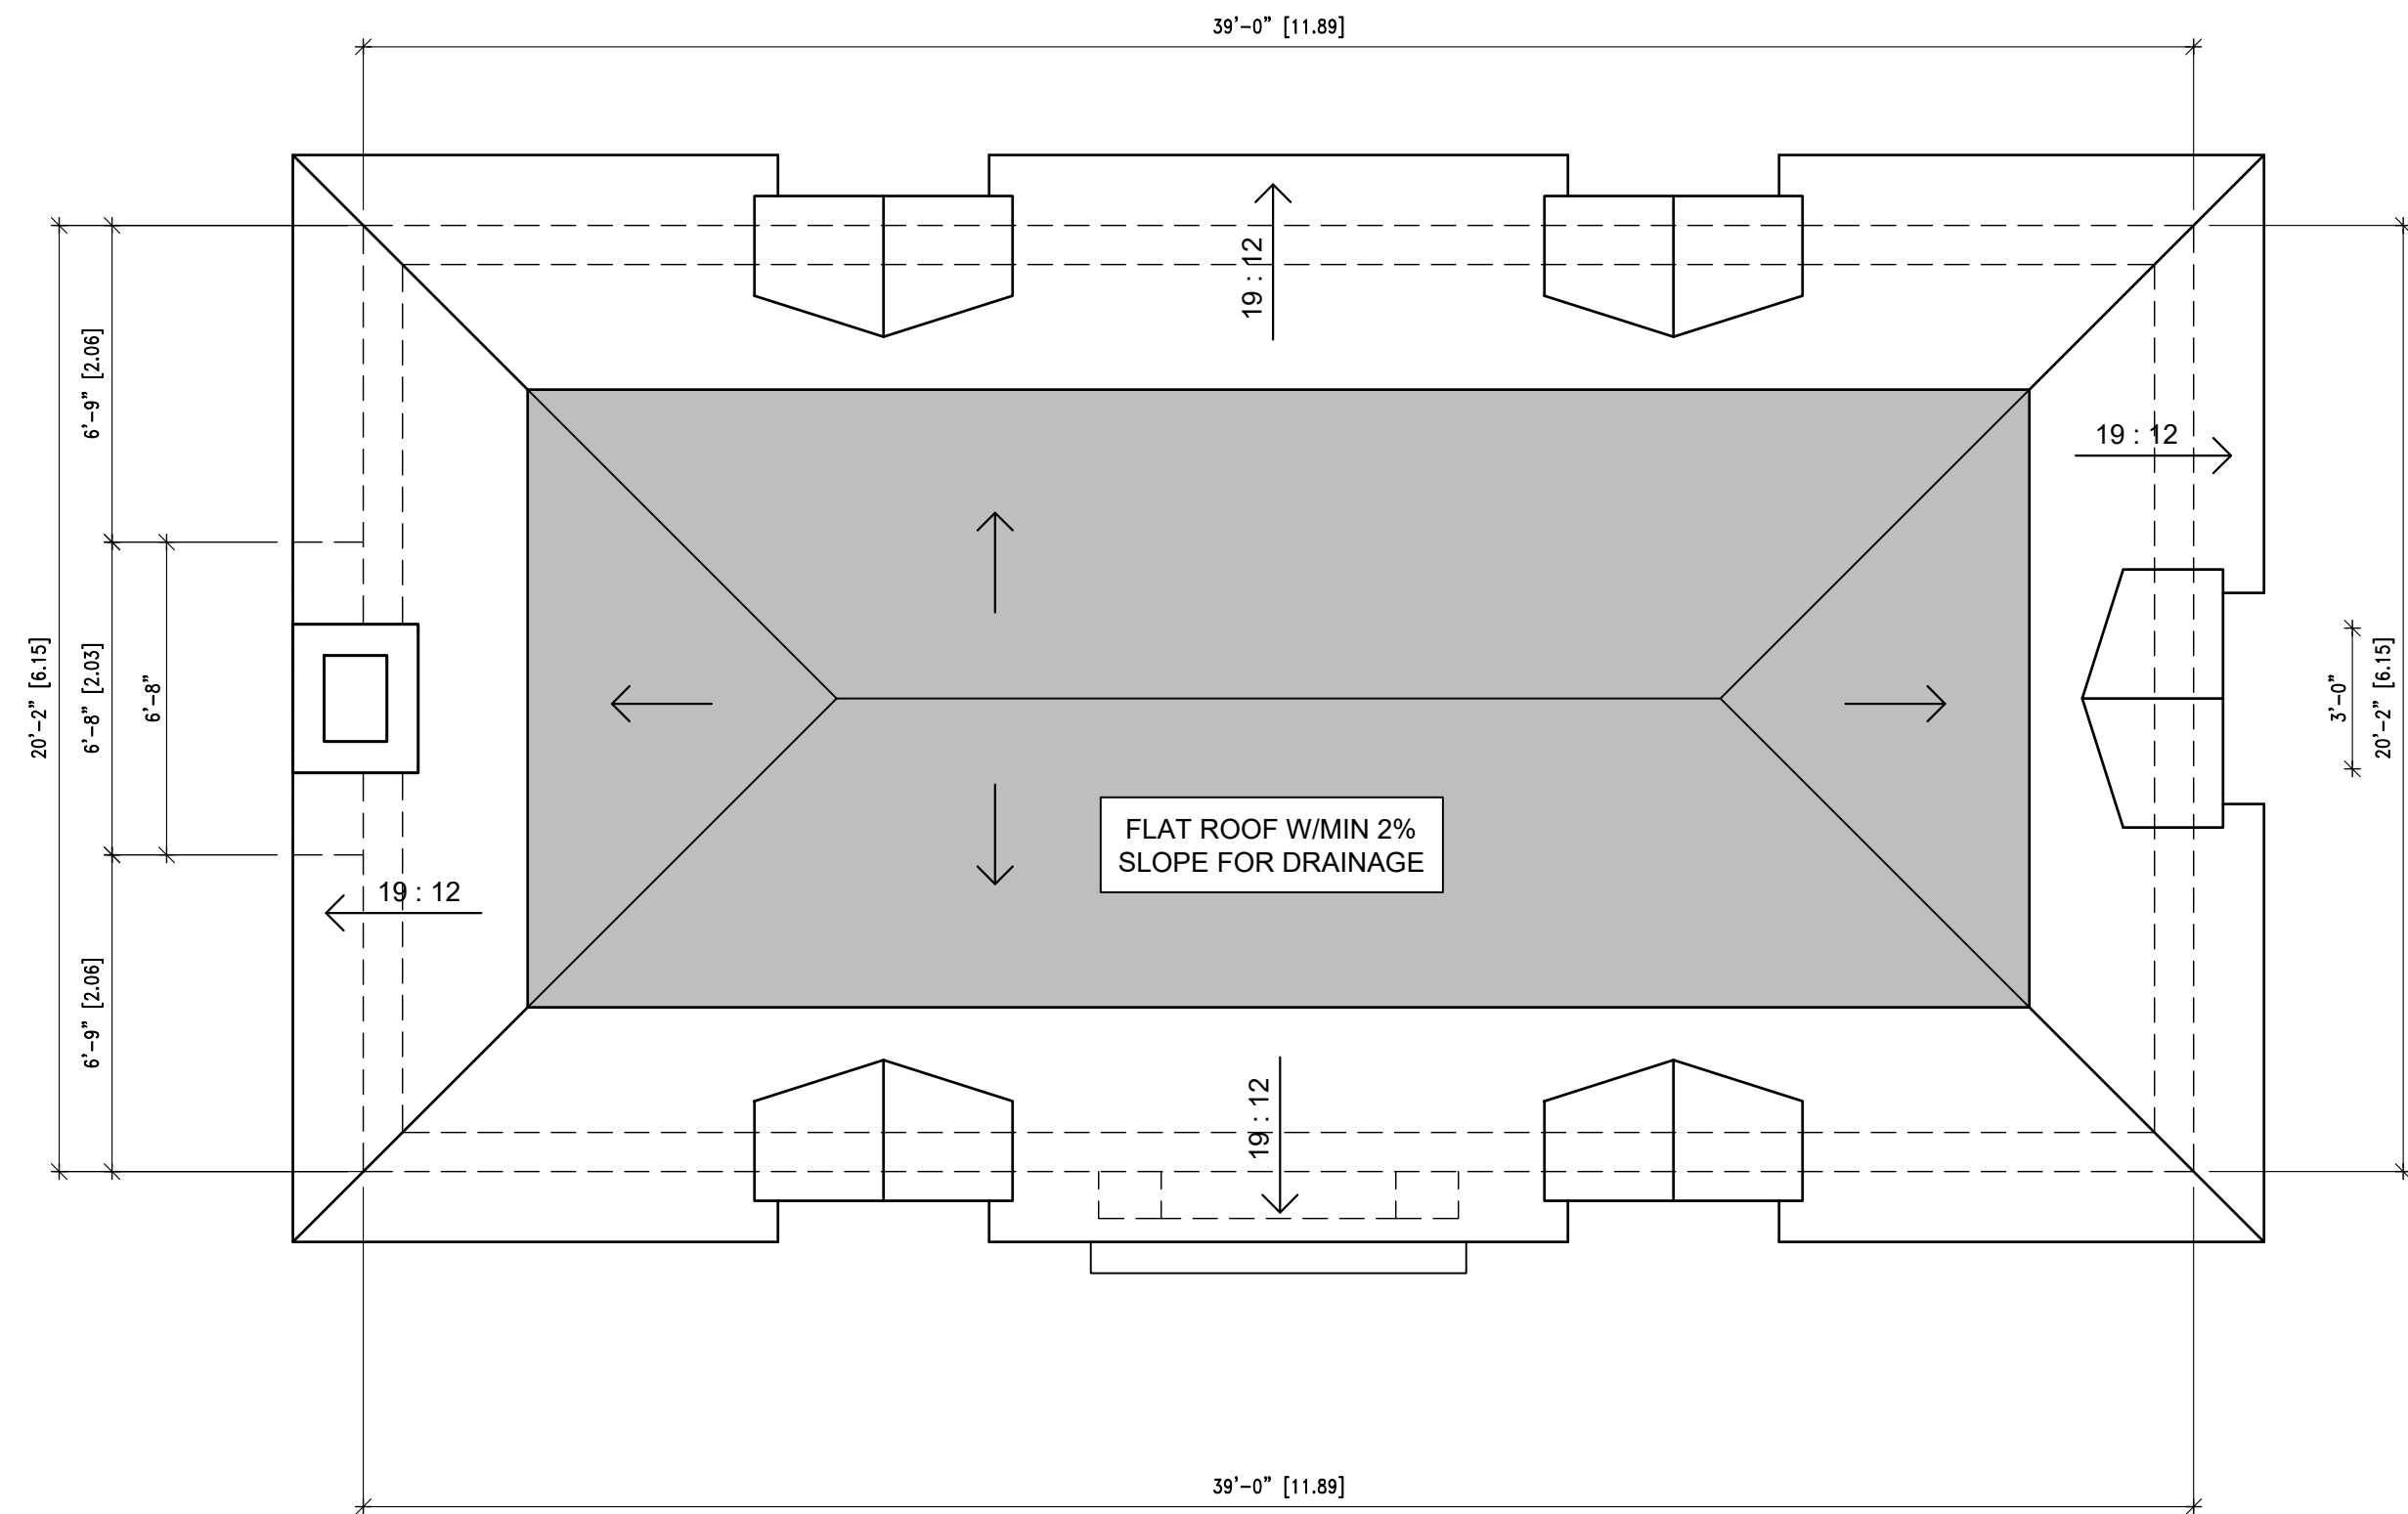 39'-0" [11.89]
19 : 12
6'-9" [2.06]
19 : 12
20'-2" [6.15]
6'-8" [2.03]
6'-8"
3'-0"
20'-2" [6.15]
FLAT ROOF W/MIN 2%
SLOPE FOR DRAINAGE
19 : 12
6'-9" [2.06]
19 : 12
39'-0" [11.89]